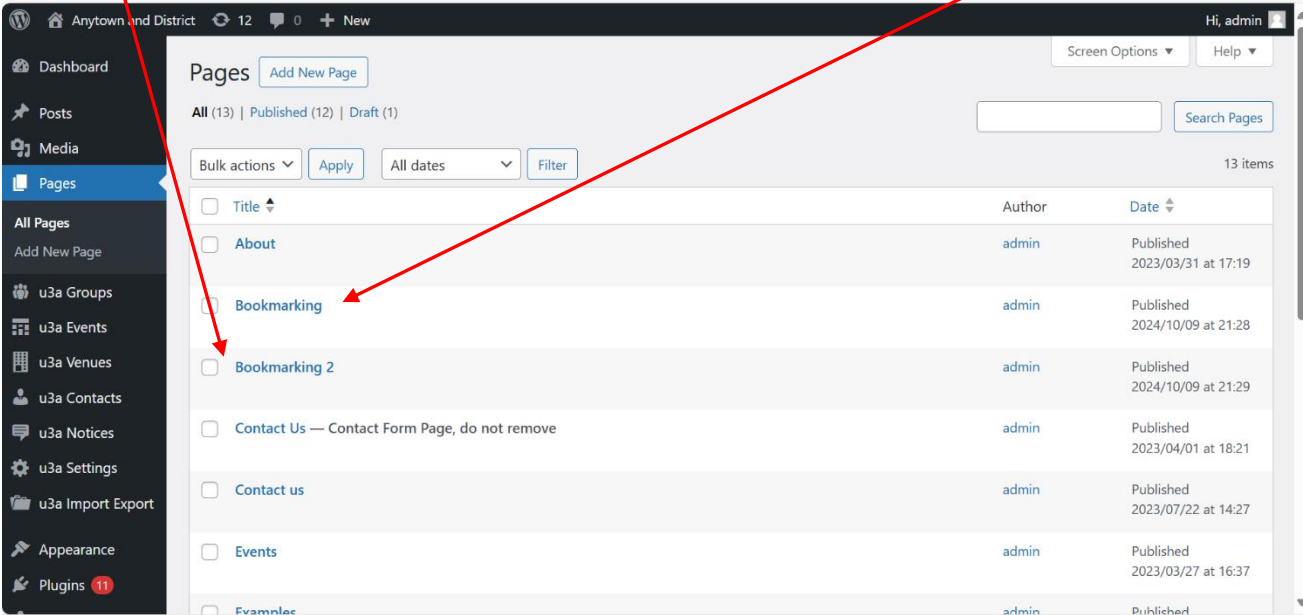 Anytown and District 12 0 + New Hi, admin
Dashboard
Posts
Media
Pages
All Pages
Add New Page
u3a Groups
u3a Events
u3a Venues
u3a Contacts
u3a Notices
u3a Settings
u3a Import Export
Appearance
Plugins 11
Screen Options ▼ Help ▼
Pages Add New Page
All (13) | Published (12) | Draft (1)
Search Pages
Bulk actions Apply All dates Filter 13 items
Title Author Date
About admin Published
2023/03/31 at 17:19
Bookmarking admin Published
2024/10/09 at 21:28
Bookmarking 2 admin Published
2024/10/09 at 21:29
Contact Us — Contact Form Page, do not remove admin Published
2023/04/01 at 18:21
Contact us admin Published
2023/07/22 at 14:27
Events admin Published
2023/03/27 at 16:37
Examples admin Published